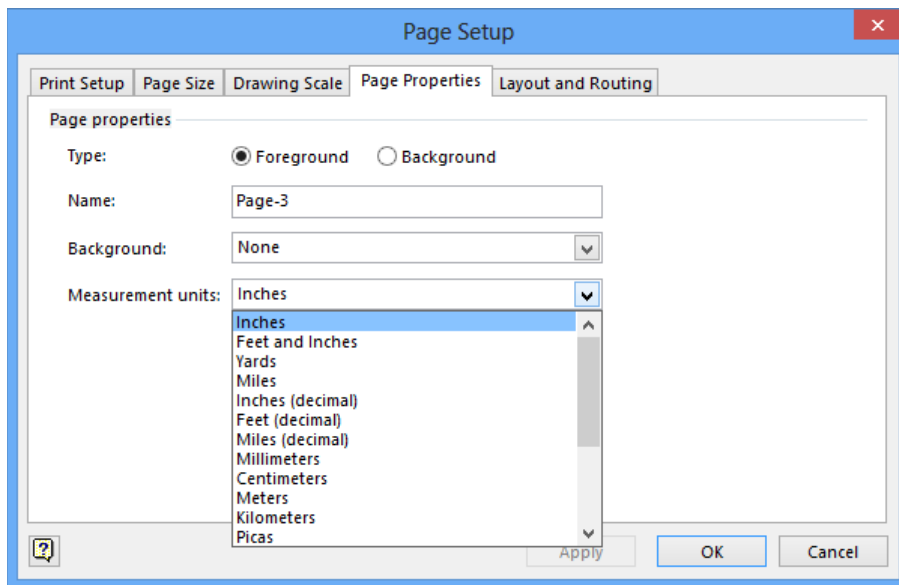 Page Setup
Print Setup Page Size Drawing Scale Page Properties Layout and Routing
Page properties
Type: Foreground Background
Name: Page-3
Background: None
Measurement units: Inches
Inches
Feet and Inches
Yards
Miles
Inches (decimal)
Feet (decimal)
Miles (decimal)
Millimeters
Centimeters
Meters
Kilometers
Picas
Apply OK Cancel